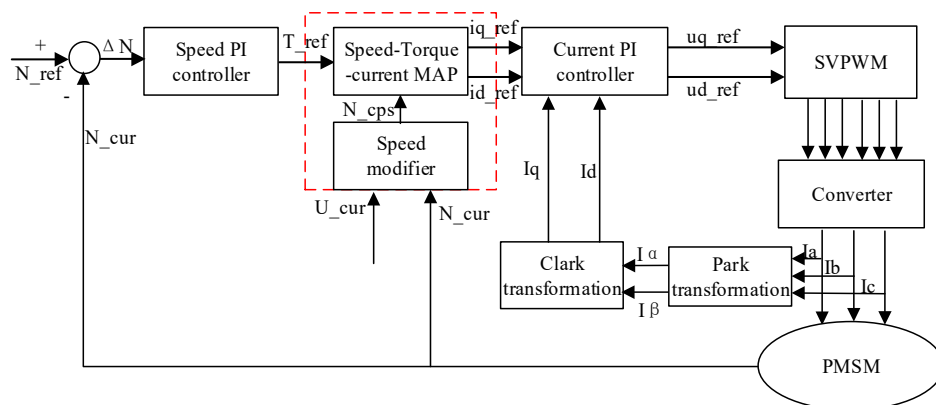 +
N_ref
-
Δ N
Speed PI
controller
T_ref
Speed-Torque
-current MAP
iq_ref
id_ref
Current PI
controller
uq_ref
ud_ref
SVPWM
N_cps
Speed
modifier
N_cur
U_cur
N_cur
Iq
Id
Converter
Clark
transformation
I α
I β
Park
transformation
Ia
Ib
Ic
PMSM